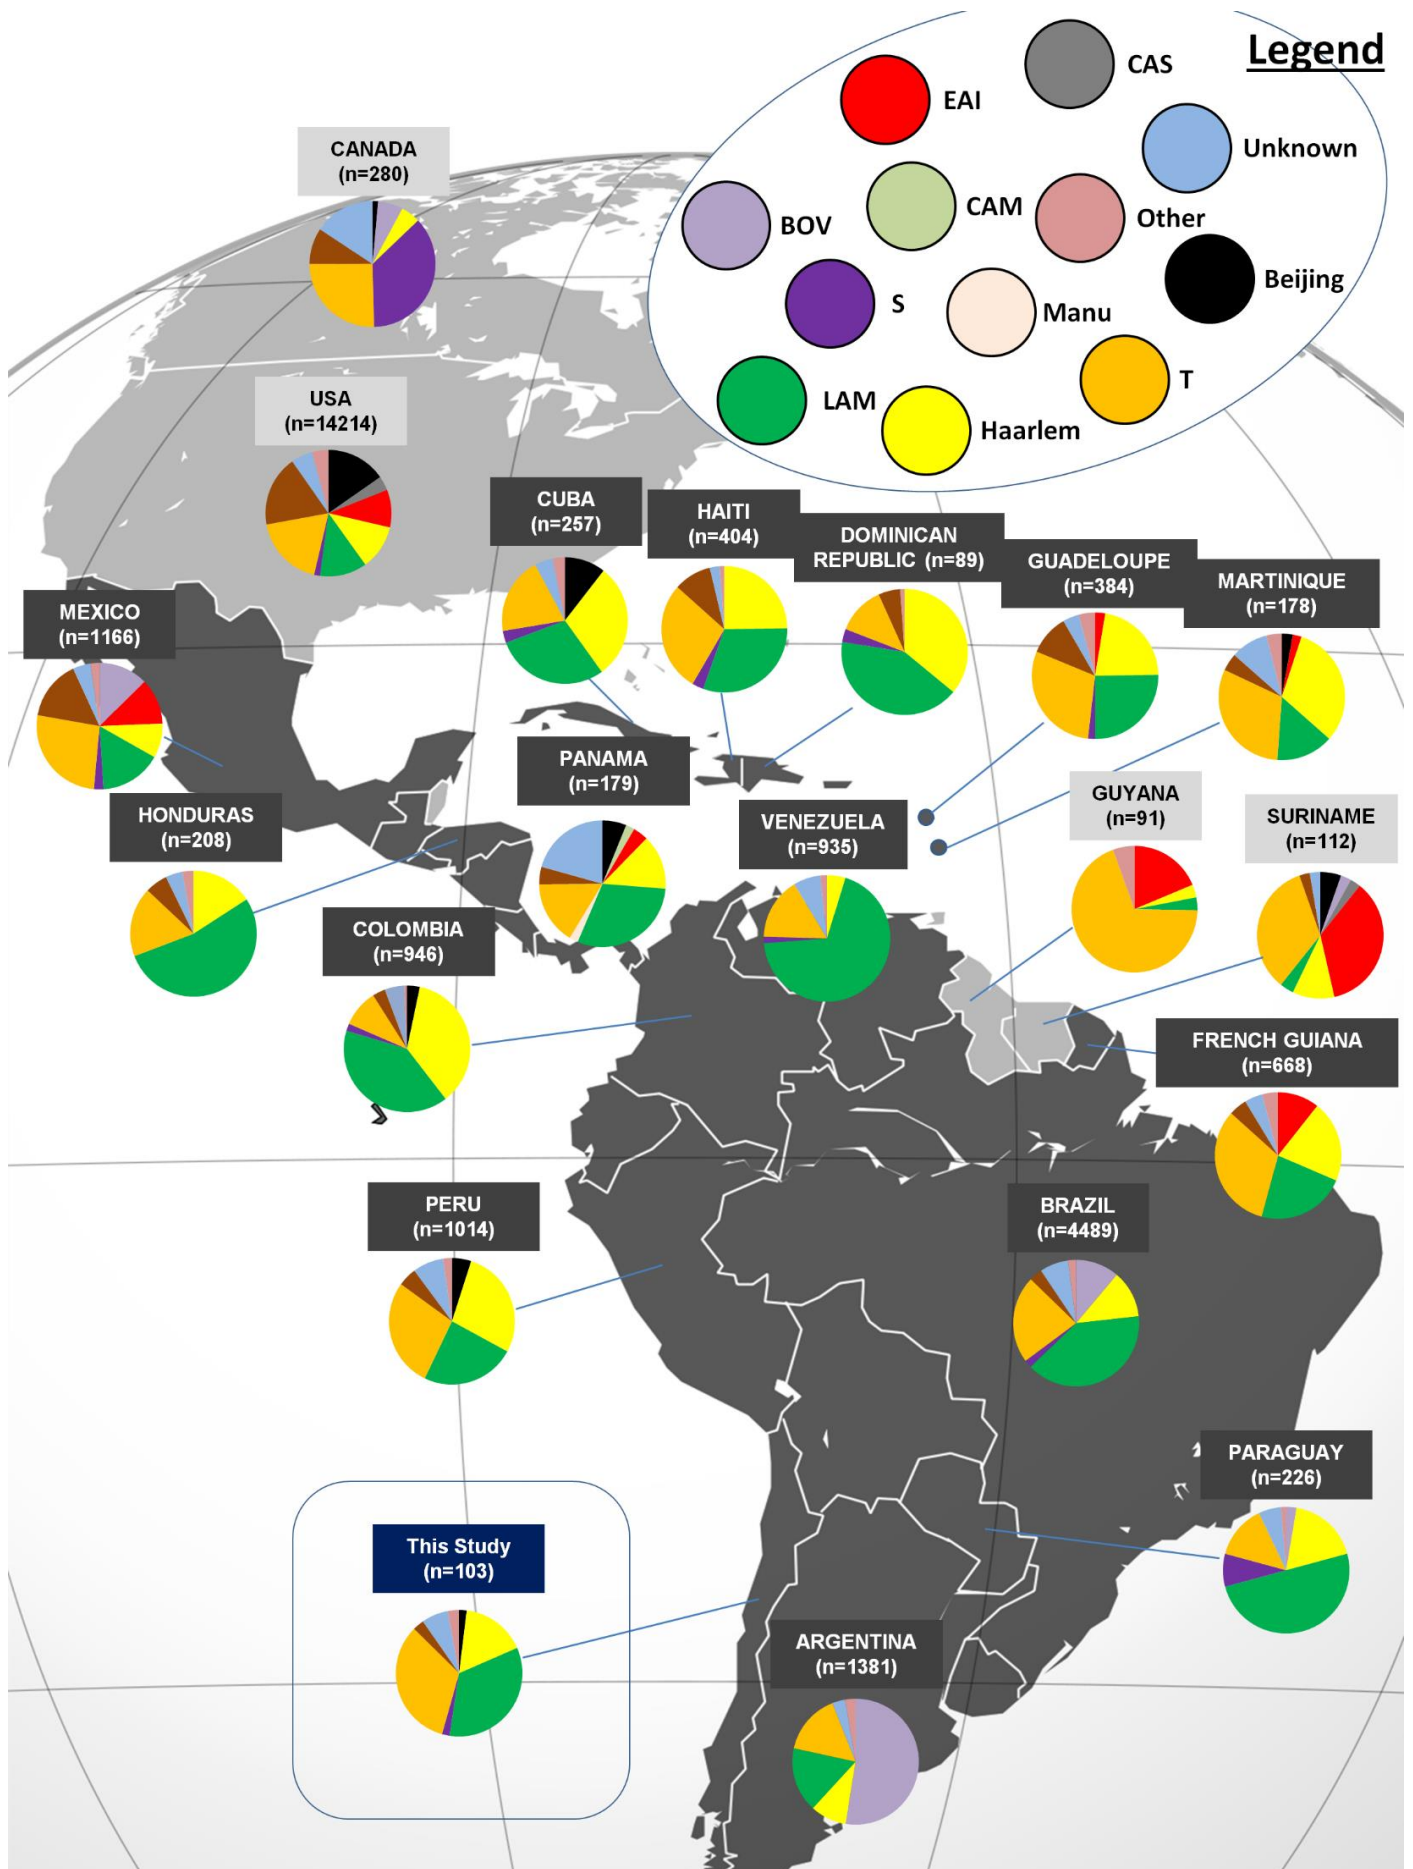 Legend
CAS
EAI
Unknown
CAM
Other
BOV
Beijing
S
Manu
T
LAM
Haarlem
CANADA
(n=280)
USA
(n=14214)
CUBA
(n=257)
HAITI
(n=404)
DOMINICAN
REPUBLIC (n=89)
GUADELOUPE
(n=384)
MARTINIQUE
(n=178)
MEXICO
(n=1166)
PANAMA
(n=179)
HONDURAS
(n=208)
VENEZUELA
(n=935)
GUYANA
(n=91)
SURINAME
(n=112)
COLOMBIA
(n=946)
FRENCH GUIANA
(n=668)
PERU
(n=1014)
BRAZIL
(n=4489)
PARAGUAY
(n=226)
This Study
(n=103)
ARGENTINA
(n=1381)